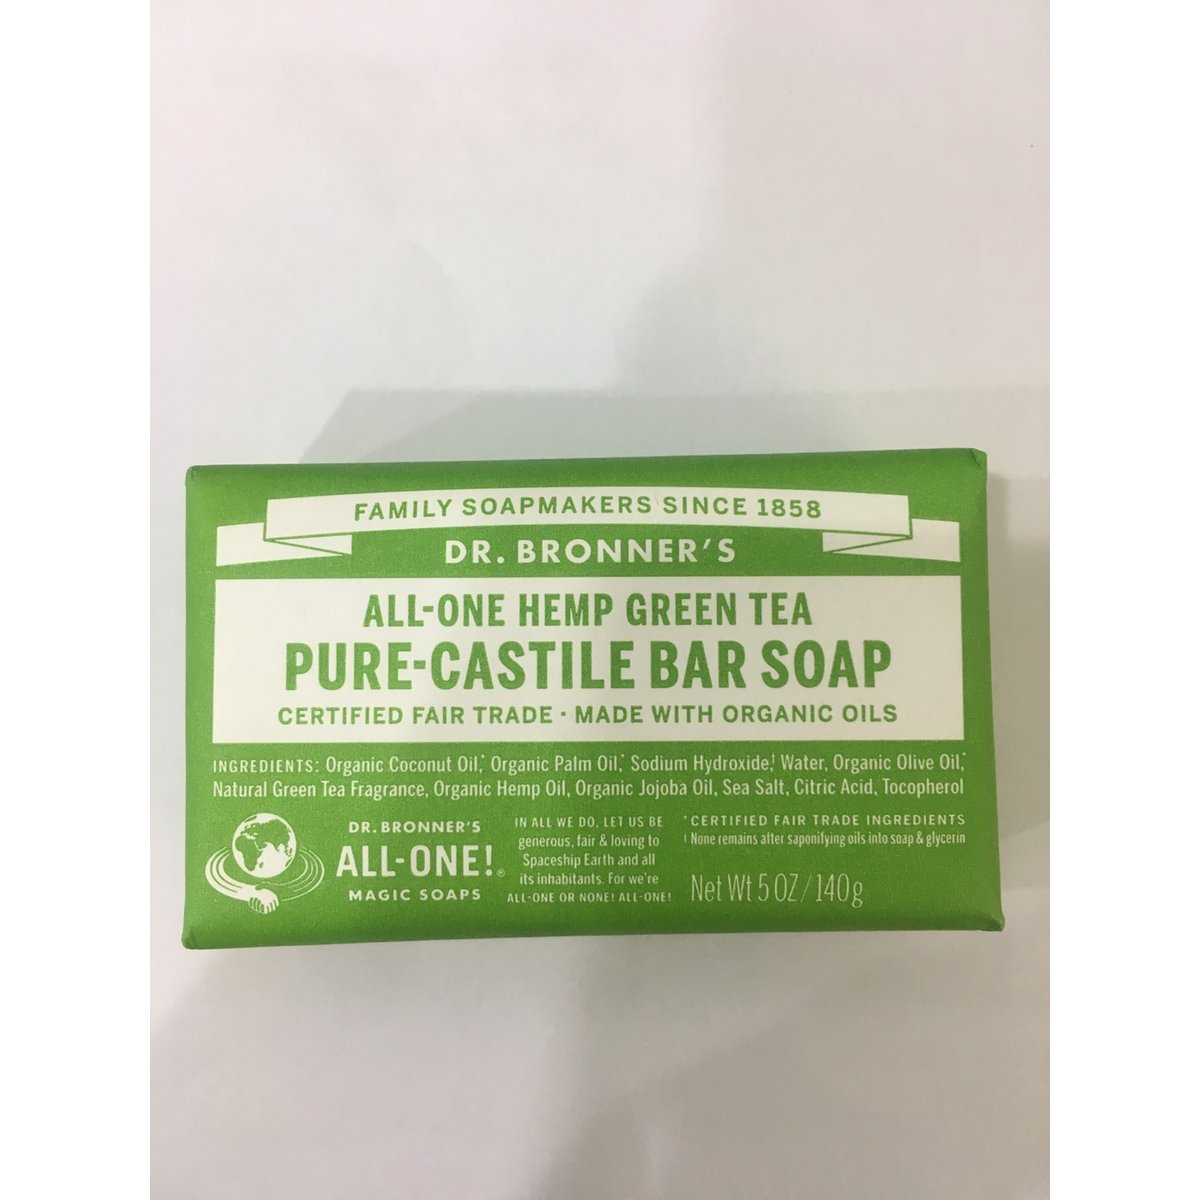 FAMILY SOAPMAKERS SINCE 1858
DR. BRONNER'S
ALL-ONE HEMP GREEN TEA
PURE-CASTILE BAR SOAP
CERTIFIED FAIR TRADE · MADE WITH ORGANIC OILS
INGREDIENTS: Organic Coconut Oil,* Organic Palm Oil,* Sodium Hydroxide,† Water, Organic Olive Oil,*
Natural Green Tea Fragrance, Organic Hemp Oil, Organic Jojoba Oil, Sea Salt, Citric Acid, Tocopherol
DR. BRONNER'S
ALL-ONE!®
MAGIC SOAPS
IN ALL WE DO, LET US BE
generous, fair & loving to
Spaceship Earth and all
its inhabitants. For we're
ALL-ONE OR NONE! ALL-ONE!
*CERTIFIED FAIR TRADE INGREDIENTS
†None remains after saponifying oils into soap & glycerin
Net Wt 5 OZ/140g